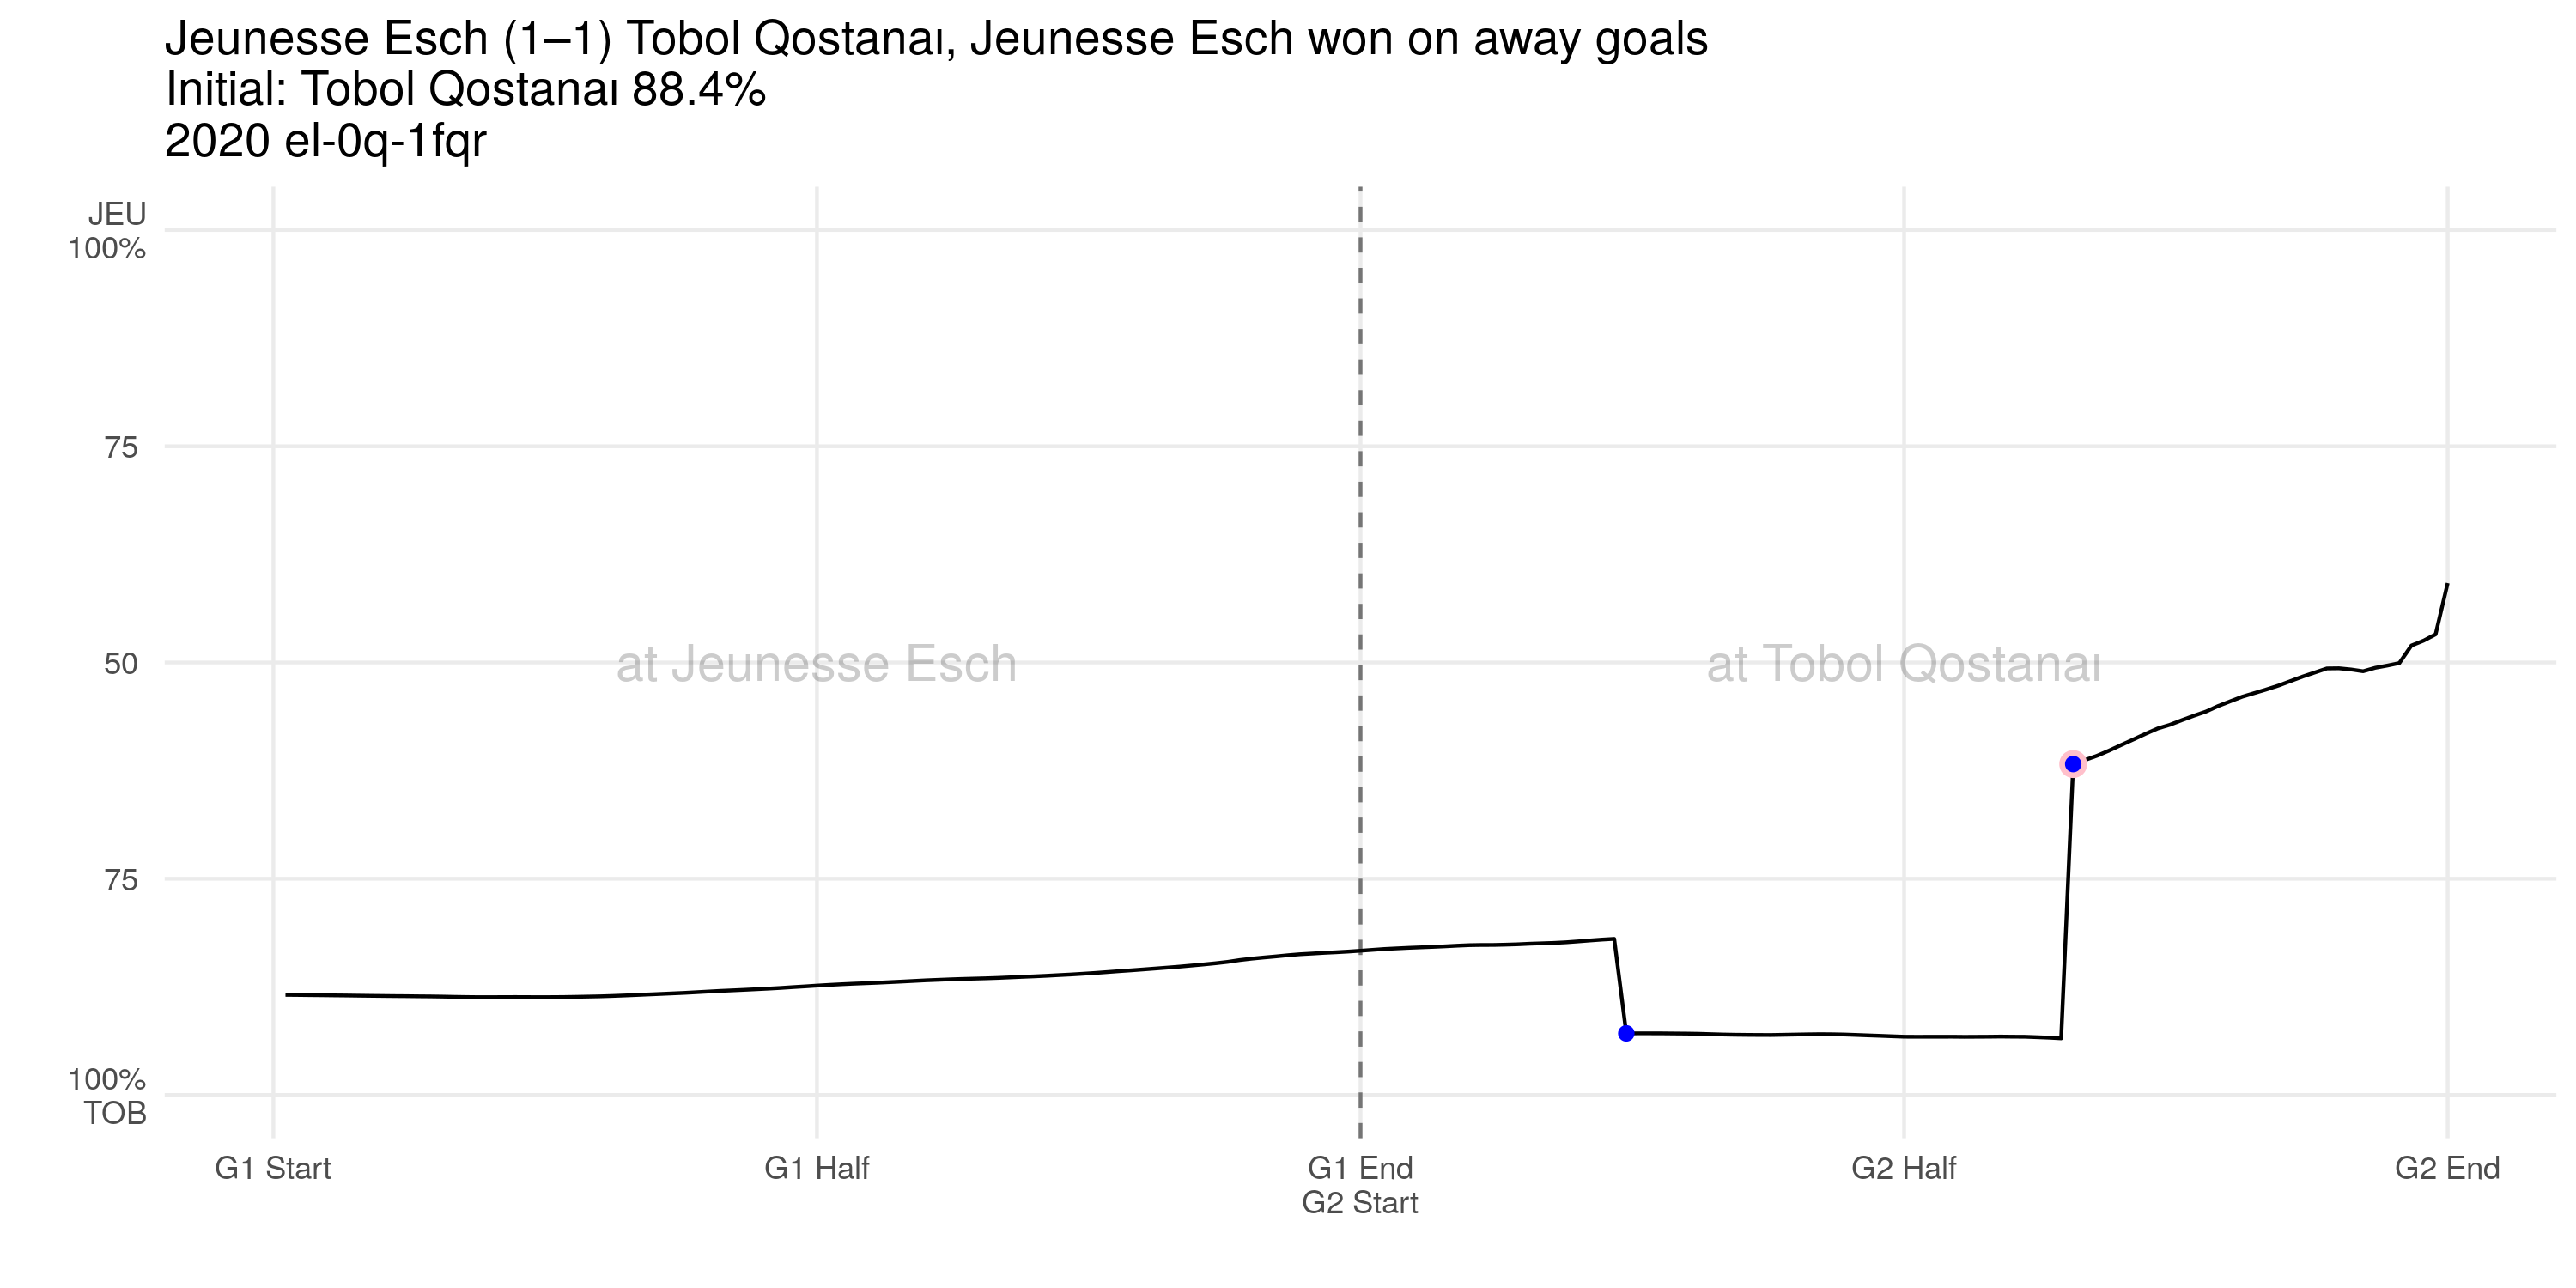 Jeunesse Esch (1–1) Tobol Qostanaı, Jeunesse Esch won on away goals
Initial: Tobol Qostanaı 88.4%
2020 el-0q-1fqr
JEU
100%
75
50
75
100%
TOB
at Jeunesse Esch
at Tobol Qostanaı
G1 Start
G1 Half
G1 End
G2 Start
G2 Half
G2 End